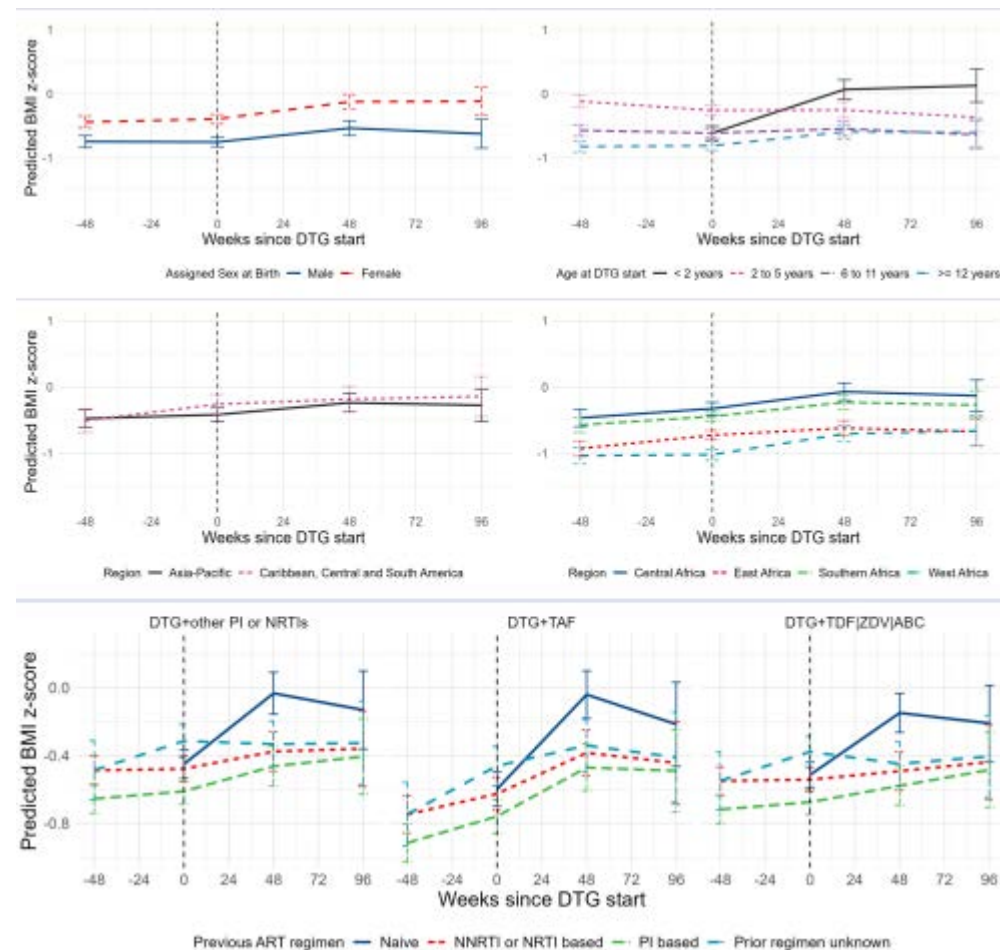 1
0
-1
-48 -24 0 24 48 72 96
Predicted BMI z-score
Weeks since DTG start
Assigned Sex at Birth Male Female
1
0
-1
-48 -24 0 24 48 72 96
Weeks since DTG start
Age at DTG start < 2 years 2 to 5 years 6 to 11 years >= 12 years
1
0
-1
-48 -24 0 24 48 72 96
Predicted BMI z-score
Weeks since DTG start
Region Asia-Pacific Caribbean, Central and South America
1
0
-1
-48 -24 0 24 48 72 96
Weeks since DTG start
Region Central Africa East Africa Southern Africa West Africa
DTG+other PI or NRTIs DTG+TAF DTG+TDF|ZDV|ABC
0.0
-0.4
-0.8
Predicted BMI z-score
-48 -24 0 24 48 72 96 -48 -24 0 24 48 72 96 -48 -24 0 24 48 72 96
Weeks since DTG start
Previous ART regimen Naive NNRTI or NRTI based PI based Prior regimen unknown